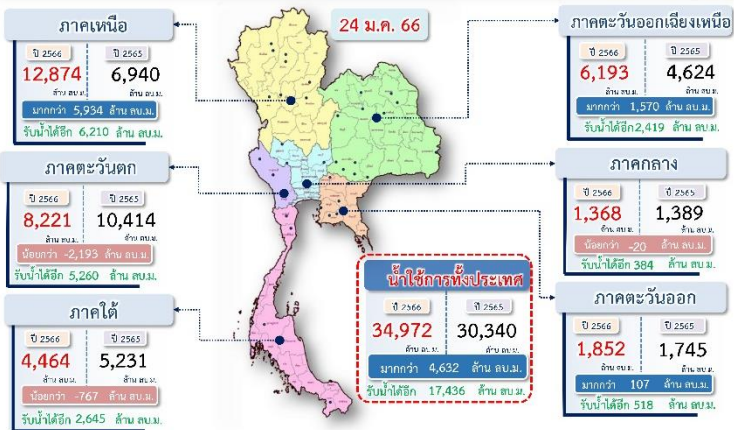 24 ม.ค. 66
ภาคเหนือ
ปี 2566 ปี 2565
12,874 6,940
ล้าน ลบ.ม. ล้าน ลบ.ม.
มากกว่า 5,934 ล้าน ลบ.ม.
รับน้ำได้อีก 6,210 ล้าน ลบ.ม.
ภาคตะวันออกเฉียงเหนือ
ปี 2566 ปี 2565
6,193 4,624
ล้าน ลบ.ม. ล้าน ลบ.ม.
มากกว่า 1,570 ล้าน ลบ.ม.
รับน้ำได้อีก2,419 ล้าน ลบ.ม.
ภาคตะวันตก
ปี 2566 ปี 2565
8,221 10,414
ล้าน ลบ.ม. ล้าน ลบ.ม.
น้อยกว่า -2,193 ล้าน ลบ.ม.
รับน้ำได้อีก 5,260 ล้าน ลบ.ม.
ภาคกลาง
ปี 2566 ปี 2565
1,368 1,389
ล้าน ลบ.ม. ล้าน ลบ.ม.
น้อยกว่า -20 ล้าน ลบ.ม.
รับน้ำได้อีก 384 ล้าน ลบ.ม.
ภาคใต้
ปี 2566 ปี 2565
4,464 5,231
ล้าน ลบ.ม. ล้าน ลบ.ม.
น้อยกว่า -767 ล้าน ลบ.ม.
รับน้ำได้อีก 2,645 ล้าน ลบ.ม.
น้ำใช้การทั้งประเทศ
ปี 2566 ปี 2565
34,972 30,340
ล้าน ลบ.ม. ล้าน ลบ.ม.
มากกว่า 4,632 ล้าน ลบ.ม.
รับน้ำได้อีก 17,436 ล้าน ลบ.ม.
ภาคตะวันออก
ปี 2566 ปี 2565
1,852 1,745
ล้าน ลบ.ม. ล้าน ลบ.ม.
มากกว่า 107 ล้าน ลบ.ม.
รับน้ำได้อีก 518 ล้าน ลบ.ม.